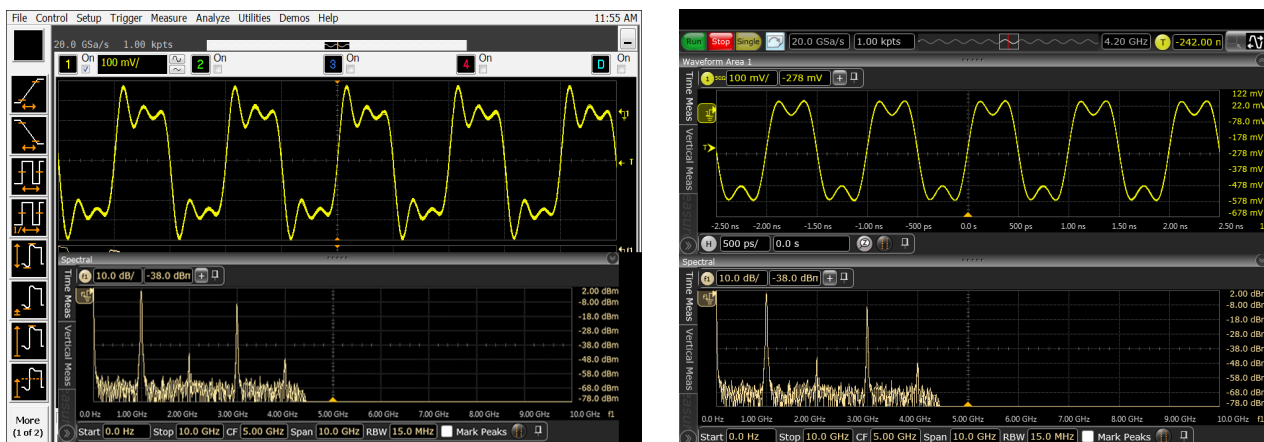 File Control Setup Trigger Measure Analyze Utilities Demos Help 11:55 AM
20.0 GSa/s 1.00 kpts
1 On 100 mV/ 2 On 3 On 4 On D On
T
Spectral
f1 10.0 dB/ -38.0 dBm +
Time Meas
Vertical Meas
2.00 dBm
-8.00 dBm
-18.0 dBm
-28.0 dBm
-38.0 dBm
-48.0 dBm
-58.0 dBm
-68.0 dBm
-78.0 dBm
0.0 Hz 1.00 GHz 2.00 GHz 3.00 GHz 4.00 GHz 5.00 GHz 6.00 GHz 7.00 GHz 8.00 GHz 9.00 GHz 10.0 GHz f1
Start 0.0 Hz Stop 10.0 GHz CF 5.00 GHz Span 10.0 GHz RBW 15.0 MHz Mark Peaks
More
(1 of 2)
Run Stop Single 20.0 GSa/s 1.00 kpts 4.20 GHz T -242.00 m
Waveform Area 1
1 50Ω 100 mV/ -278 mV +
Time Meas
Vertical Meas
T
122 mV
22.0 mV
-78.0 mV
-178 mV
-278 mV
-378 mV
-478 mV
-578 mV
-678 mV
-2.50 ns -2.00 ns -1.50 ns -1.00 ns -500 ps 0.0 s 500 ps 1.00 ns 1.50 ns 2.00 ns 2.50 ns
H 500 ps/ 0.0 s
Spectral
f1 10.0 dB/ -38.0 dBm +
Time Meas
Vertical Meas
2.00 dBm
-8.00 dBm
-18.0 dBm
-28.0 dBm
-38.0 dBm
-48.0 dBm
-58.0 dBm
-68.0 dBm
-78.0 dBm
0.0 Hz 1.00 GHz 2.00 GHz 3.00 GHz 4.00 GHz 5.00 GHz 6.00 GHz 7.00 GHz 8.00 GHz 9.00 GHz 10.0 GHz f1
Start 0.0 Hz Stop 10.0 GHz CF 5.00 GHz Span 10.0 GHz RBW 15.0 MHz Mark Peaks